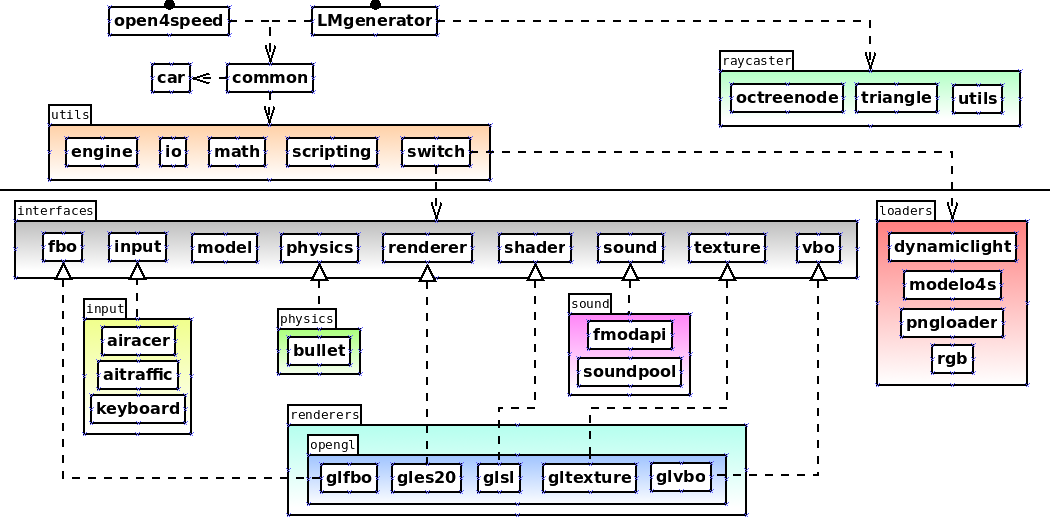 open4speed LMgenerator
car common
raycaster
octreenode triangle utils
utils
engine io math scripting switch
interfaces
fbo input model physics renderer shader sound texture vbo
loaders
dynamiclight
modelo4s
pngloader
rgb
input
airacer
aitraffic
keyboard
physics
bullet
sound
fmodapi
soundpool
renderers
opengl
glfbo gles20 glsl gltexture glvbo